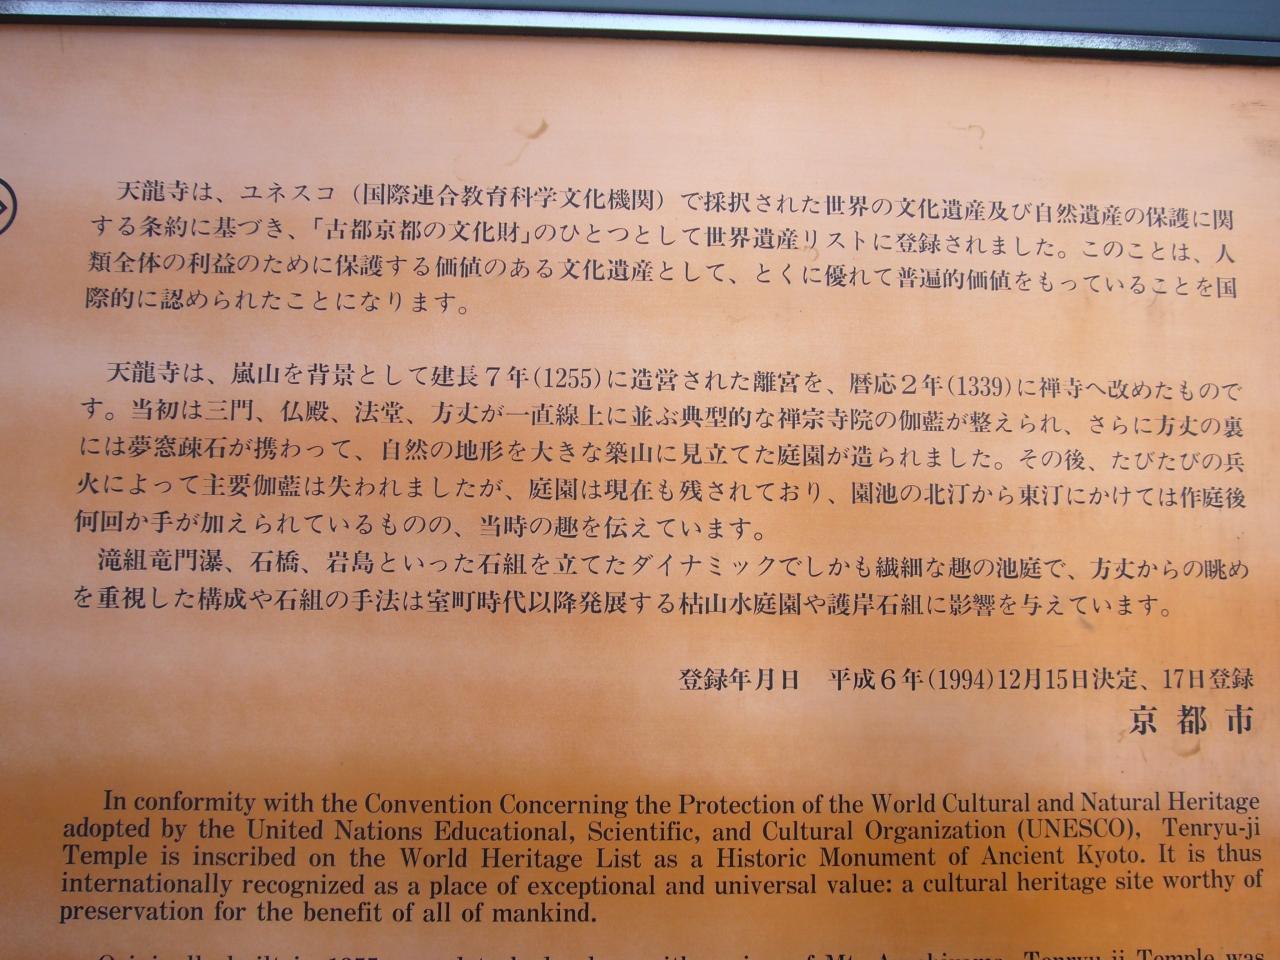 天龍寺は、ユネスコ（国際連合教育科学文化機関）で採択された世界の文化遺産及び自然遺産の保護に関
する条約に基づき、「古都京都の文化財」のひとつとして世界遺産リストに登録されました。このことは、人
類全体の利益のために保護する価値のある文化遺産として、とくに優れて普遍的価値をもっていることを国
際的に認められたことになります。
天龍寺は、嵐山を背景として建長７年(1255)に造営された離宮を、暦応２年(1339)に禅寺へ改めたもので
す。当初は三門、仏殿、法堂、方丈が一直線上に並ぶ典型的な禅宗寺院の伽藍が整えられ、さらに方丈の裏
には夢窓疎石が携わって、自然の地形を大きな築山に見立てた庭園が造られました。その後、たびたびの兵
火によって主要伽藍は失われましたが、庭園は現在も残されており、園池の北汀から東汀にかけては作庭後
何回か手が加えられているものの、当時の趣を伝えています。
滝組竜門瀑、石橋、岩島といった石組を立てたダイナミックでしかも繊細な趣の池庭で、方丈からの眺め
を重視した構成や石組の手法は室町時代以降発展する枯山水庭園や護岸石組に影響を与えています。
登録年月日　平成６年(1994)12月15日決定、17日登録
京都市
In conformity with the Convention Concerning the Protection of the World Cultural and Natural Heritage
adopted by the United Nations Educational, Scientific, and Cultural Organization (UNESCO), Tenryu-ji
Temple is inscribed on the World Heritage List as a Historic Monument of Ancient Kyoto. It is thus
internationally recognized as a place of exceptional and universal value: a cultural heritage site worthy of
preservation for the benefit of all of mankind.
Originally built in 1255 Mt. Arashiyama, Tenryu-ji Temple was